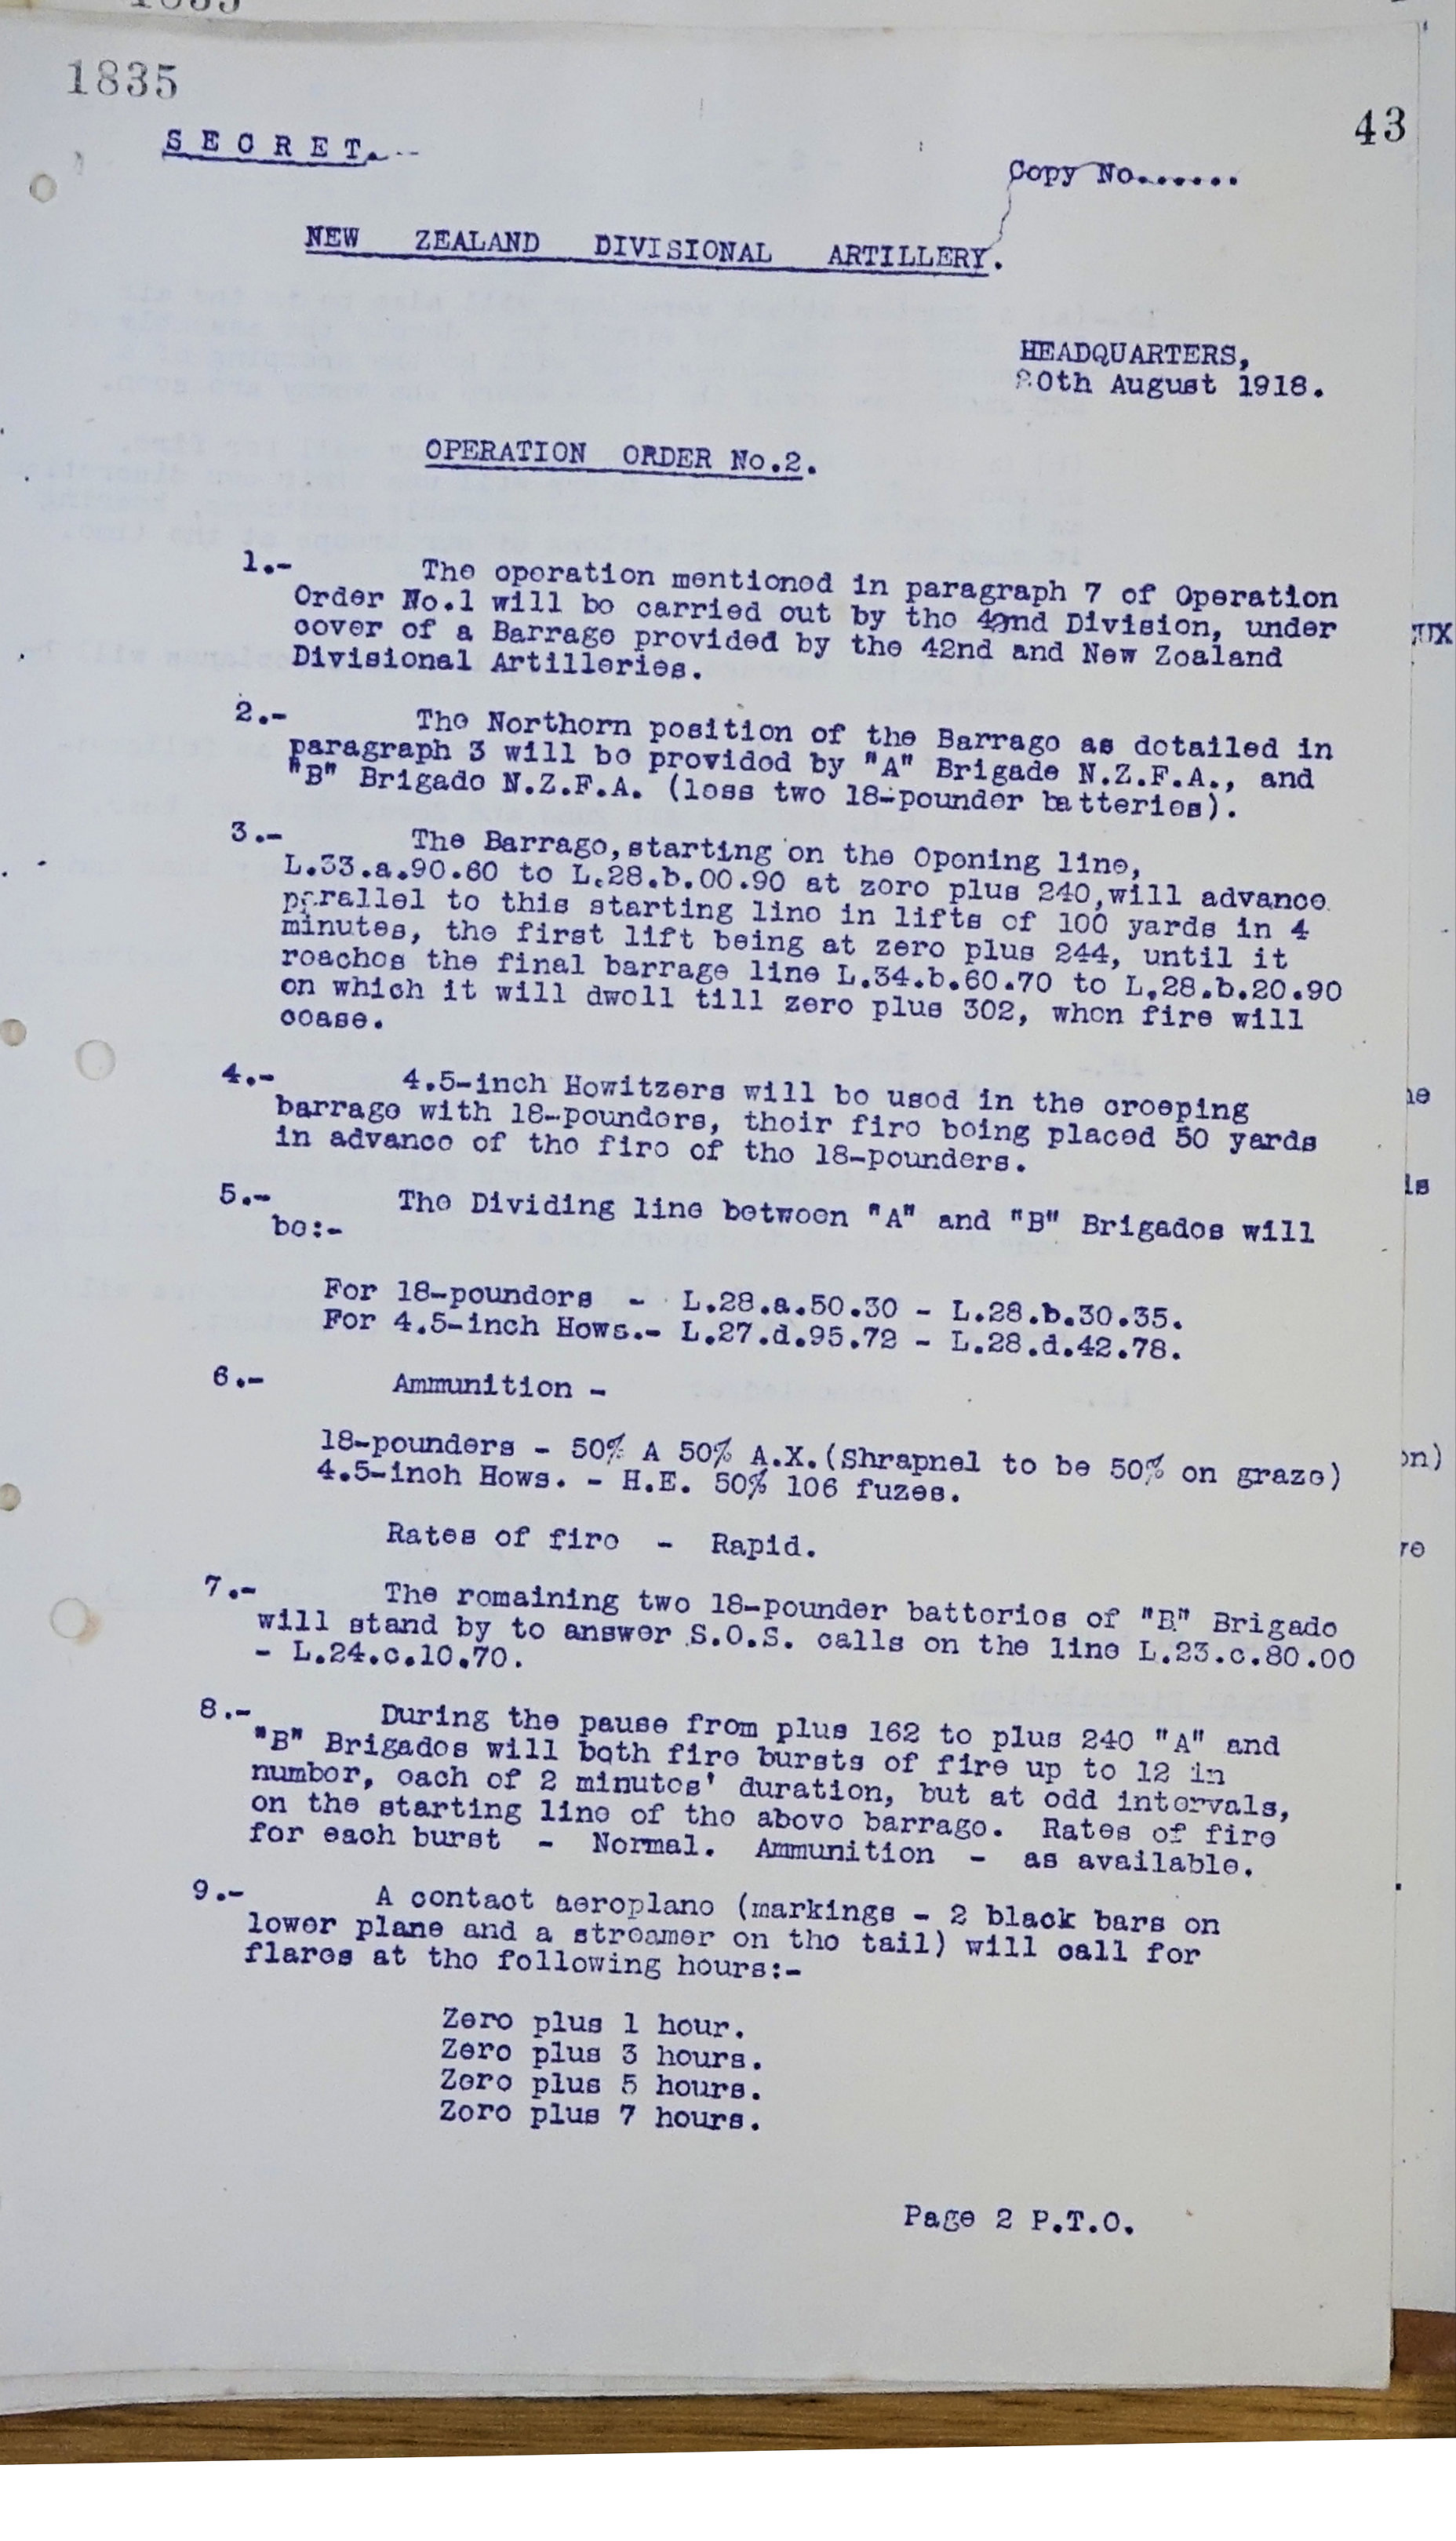 1835
43
SECRET.
Copy No......
NEW ZEALAND DIVISIONAL ARTILLERY.
HEADQUARTERS,
20th August 1918.
OPERATION ORDER No.2.
1.- The operation mentioned in paragraph 7 of Operation
Order No.1 will be carried out by the 42nd Division, under
cover of a Barrage provided by the 42nd and New Zealand
Divisional Artilleries.
2.- The Northern position of the Barrage as detailed in
paragraph 3 will be provided by "A" Brigade N.Z.F.A., and
"B" Brigade N.Z.F.A. (less two 18-pounder batteries).
3.- The Barrage, starting on the Opening line,
L.33.a.90.60 to L.28.b.00.90 at zero plus 240, will advance
parallel to this starting line in lifts of 100 yards in 4
minutes, the first lift being at zero plus 244, until it
reaches the final barrage line L.34.b.60.70 to L.28.b.20.90
on which it will dwell till zero plus 302, when fire will
cease.
4.- 4.5-inch Howitzers will be used in the creeping
barrage with 18-pounders, their fire being placed 50 yards
in advance of the fire of the 18-pounders.
5.- The Dividing line between "A" and "B" Brigades will
be:-
For 18-pounders - L.28.a.50.30 - L.28.b.30.35.
For 4.5-inch Hows.- L.27.d.95.72 - L.28.d.42.78.
6.- Ammunition -
18-pounders - 50% A 50% A.X.(Shrapnel to be 50% on graze)
4.5-inch Hows. - H.E. 50% 106 fuzes.
Rates of fire - Rapid.
7.- The remaining two 18-pounder batteries of "B" Brigade
will stand by to answer S.O.S. calls on the line L.23.c.80.00
- L.24.c.10.70.
8.- During the pause from plus 162 to plus 240 "A" and
"B" Brigades will both fire bursts of fire up to 12 in
number, each of 2 minutes' duration, but at odd intervals,
on the starting line of the above barrage. Rates of fire
for each burst - Normal. Ammunition - as available.
9.- A contact aeroplane (markings - 2 black bars on
lower plane and a streamer on the tail) will call for
flares at the following hours:-
Zero plus 1 hour.
Zero plus 3 hours.
Zero plus 5 hours.
Zero plus 7 hours.
Page 2 P.T.O.